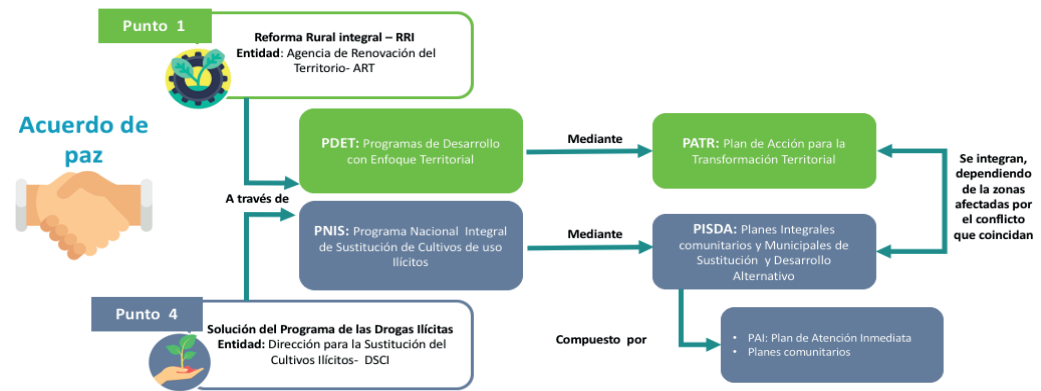 Punto 1
Reforma Rural integral – RRI
Entidad: Agencia de Renovación del
Territorio- ART
Acuerdo de
paz
PDET: Programas de Desarrollo
con Enfoque Territorial
Mediante
PATR: Plan de Acción para la
Transformación Territorial
Se integran,
dependiendo
de la zonas
afectadas por
el conflicto
que coincidan
A través de
PNIS: Programa Nacional Integral
de Sustitución de Cultivos de uso
Ilícitos
Mediante
PISDA: Planes Integrales
comunitarios y Municipales de
Sustitución y Desarrollo
Alternativo
Punto 4
Solución del Programa de las Drogas Ilícitas
Entidad: Dirección para la Sustitución del
Cultivos Ilícitos- DSCI
Compuesto por
• PAI: Plan de Atención Inmediata
• Planes comunitarios